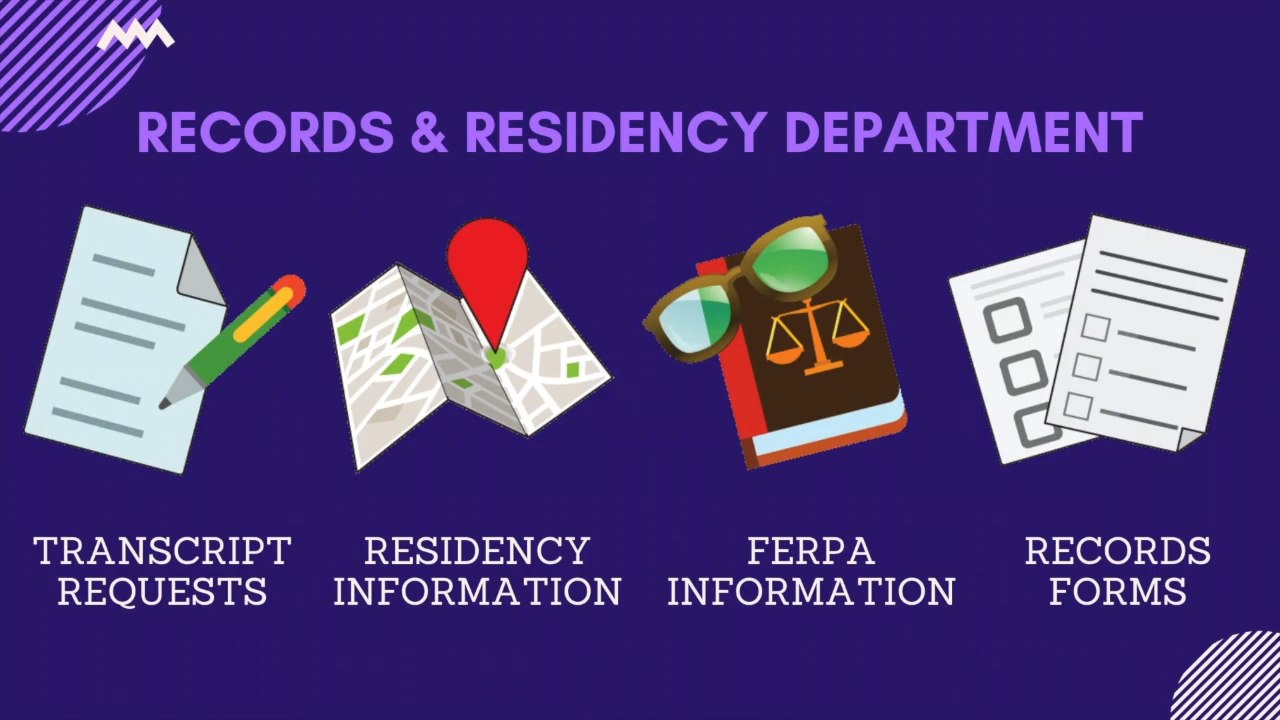 RECORDS & RESIDENCY DEPARTMENT
TRANSCRIPT
REQUESTS
RESIDENCY
INFORMATION
FERPA
INFORMATION
RECORDS
FORMS